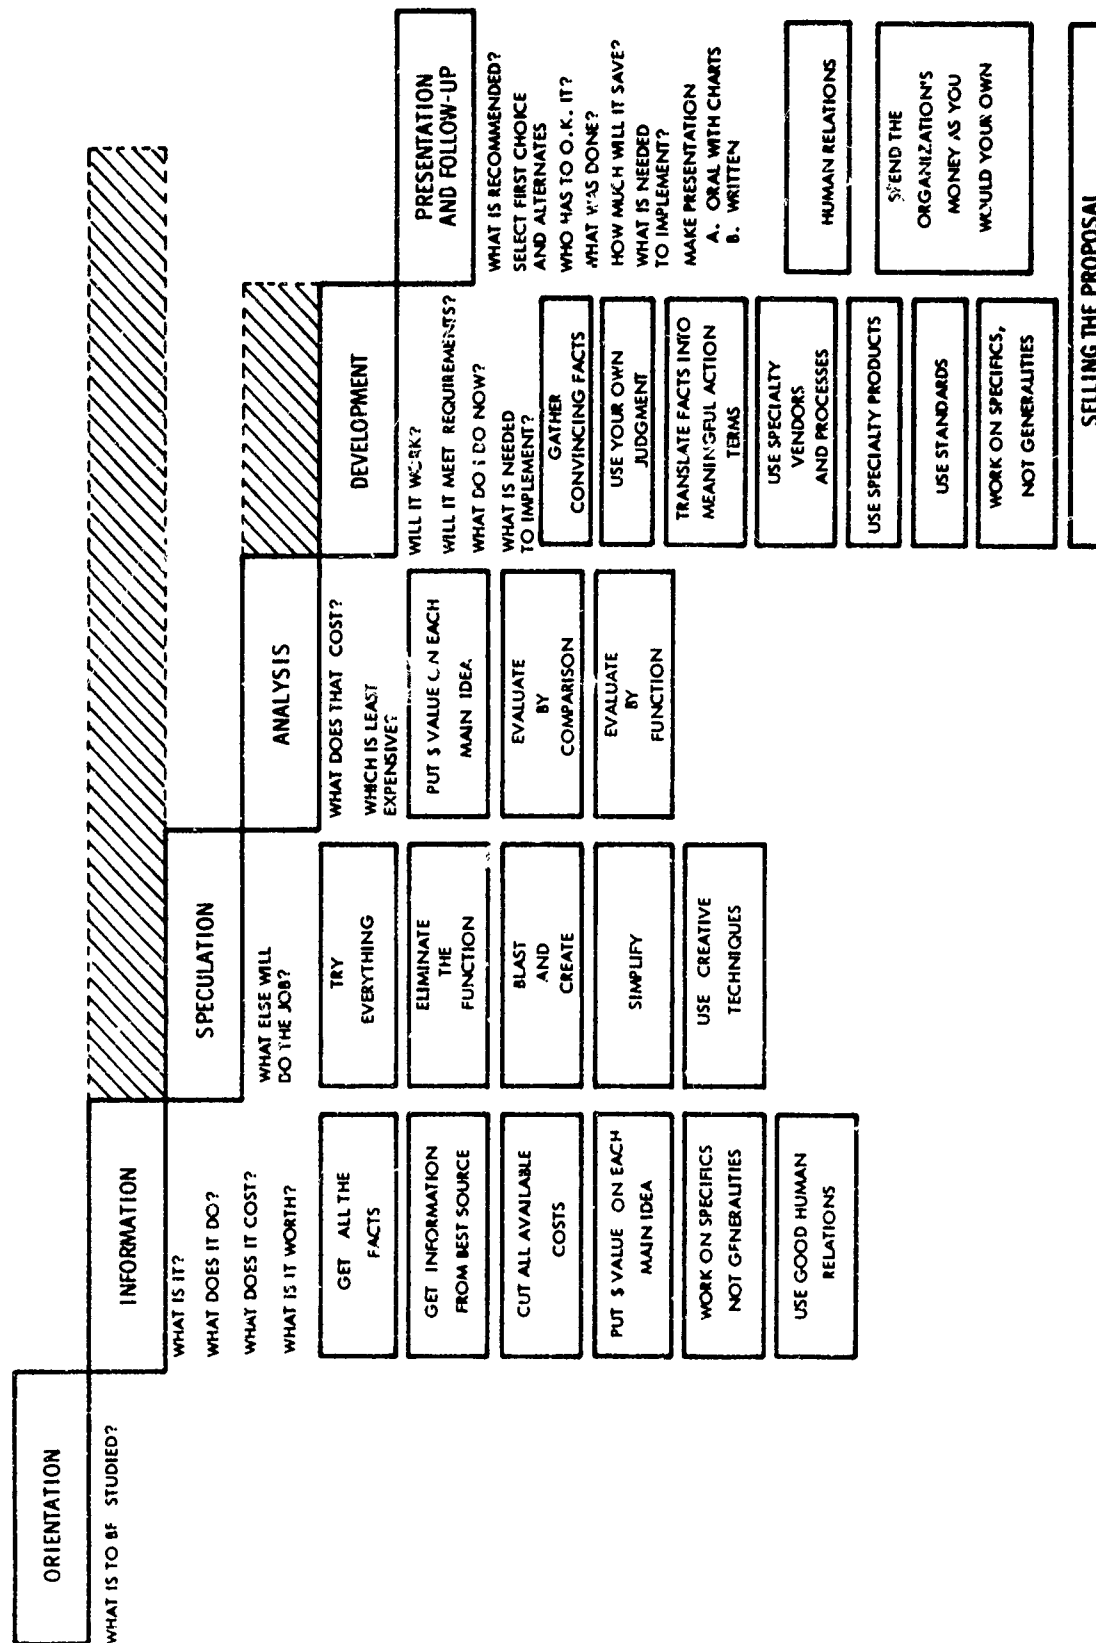 ORIENTATION
WHAT IS TO BE STUDIED?
INFORMATION
WHAT IS IT?
WHAT DOES IT DO?
WHAT DOES IT COST?
WHAT IS IT WORTH?
GET ALL THE
FACTS
GET INFORMATION
FROM BEST SOURCE
CUT ALL AVAILABLE
COSTS
PUT $ VALUE ON EACH
MAIN IDEA
WORK ON SPECIFICS
NOT GENERALITIES
USE GOOD HUMAN
RELATIONS
SPECULATION
WHAT ELSE WILL
DO THE JOB?
TRY
EVERYTHING
ELIMINATE
THE
FUNCTION
BLAST
AND
CREATE
SIMPLIFY
USE CREATIVE
TECHNIQUES
ANALYSIS
WHAT DOES THAT COST?
WHICH IS LEAST
EXPENSIVE?
PUT $ VALUE ON EACH
MAIN IDEA
EVALUATE
BY
COMPARISON
EVALUATE
BY
FUNCTION
DEVELOPMENT
WILL IT WORK?
WILL IT MEET REQUIREMENTS?
WHAT DO I DO NOW?
WHAT IS NEEDED
TO IMPLEMENT?
GATHER
CONVINCING FACTS
USE YOUR OWN
JUDGMENT
TRANSLATE FACTS INTO
MEANINGFUL ACTION
TERMS
USE SPECIALTY
VENDORS
AND PROCESSES
USE SPECIALTY PRODUCTS
USE STANDARDS
WORK ON SPECIFICS,
NOT GENERALITIES
PRESENTATION
AND FOLLOW-UP
WHAT IS RECOMMENDED?
SELECT FIRST CHOICE
AND ALTERNATES
WHO HAS TO O.K. IT?
WHAT WAS DONE?
HOW MUCH WILL IT SAVE?
WHAT IS NEEDED
TO IMPLEMENT?
MAKE PRESENTATION
A. ORAL WITH CHARTS
B. WRITTEN
HUMAN RELATIONS
SPEND THE
ORGANIZATION'S
MONEY AS YOU
WOULD YOUR OWN
SELLING THE PROPOSAL